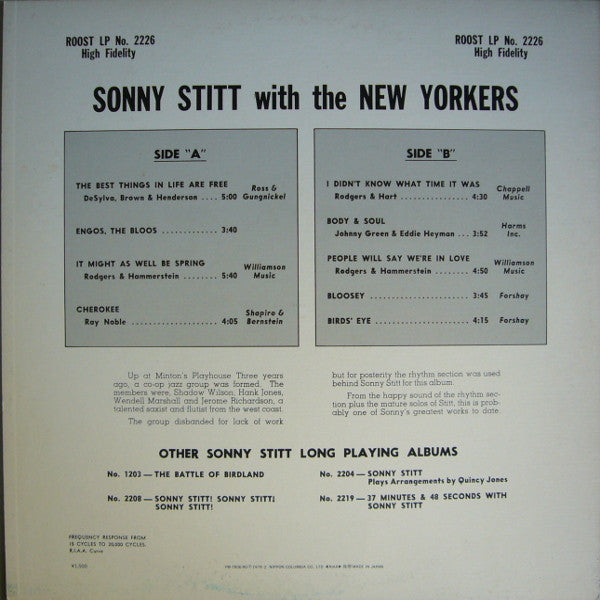 ROOST LP No. 2226
High Fidelity
ROOST LP No. 2226
High Fidelity
SONNY STITT with the NEW YORKERS
SIDE "A"
THE BEST THINGS IN LIFE ARE FREE
DeSylva, Brown & Henderson .... 5:00 Ross & Gungnickel
ENGOS, THE BLOOS ............. 3:40
IT MIGHT AS WELL BE SPRING
Rodgers & Hammerstein ........ 5:40 Williamson Music
CHEROKEE
Ray Noble .................... 4:05 Shapiro & Bernstein
SIDE "B"
I DIDN'T KNOW WHAT TIME IT WAS
Rodgers & Hart ................ 4:30 Chappell Music
BODY & SOUL
Johnny Green & Eddie Heyman ... 3:52 Harms Inc.
PEOPLE WILL SAY WE'RE IN LOVE
Rodgers & Hammerstein ........ 4:50 Williamson Music
BLOOSEY ...................... 3:45 Forshay
BIRDS' EYE ................... 4:15 Forshay
Up at Minton's Playhouse Three years
ago, a co-op jazz group was formed. The
members were, Shadow Wilson, Hank Jones,
Wendell Marshall and Jerome Richardson, a
talented saxist and flutist from the west coast.
The group disbanded for lack of work
but for posterity the rhythm section was used
behind Sonny Stitt for this album.
From the happy sound of the rhythm sec-
tion plus the mature solos of Stitt, this is prob-
ably one of Sonny's greatest works to date.
OTHER SONNY STITT LONG PLAYING ALBUMS
No. 1203 — THE BATTLE OF BIRDLAND
No. 2208 — SONNY STITT! SONNY STITT!
SONNY STITT!
No. 2204 — SONNY STITT
Plays Arrangements by Quincy Jones
No. 2219 — 37 MINUTES & 48 SECONDS WITH
SONNY STITT
FREQUENCY RESPONSE FROM
15 CYCLES TO 20,000 CYCLES.
R.I.A.A. Curve
¥1,500
NIPPON COLUMBIA CO., LTD. MADE IN JAPAN